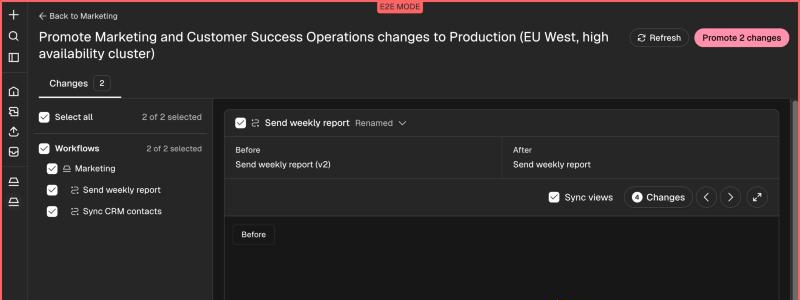 E2E MODE
Back to Marketing
Promote Marketing and Customer Success Operations changes to Production (EU West, high
availability cluster)
Refresh
Promote 2 changes
Changes 2
Select all 2 of 2 selected
Workflows 2 of 2 selected
Marketing
Send weekly report
Sync CRM contacts
Send weekly report Renamed
Before
Send weekly report (v2)
After
Send weekly report
Sync views 4 Changes
Before